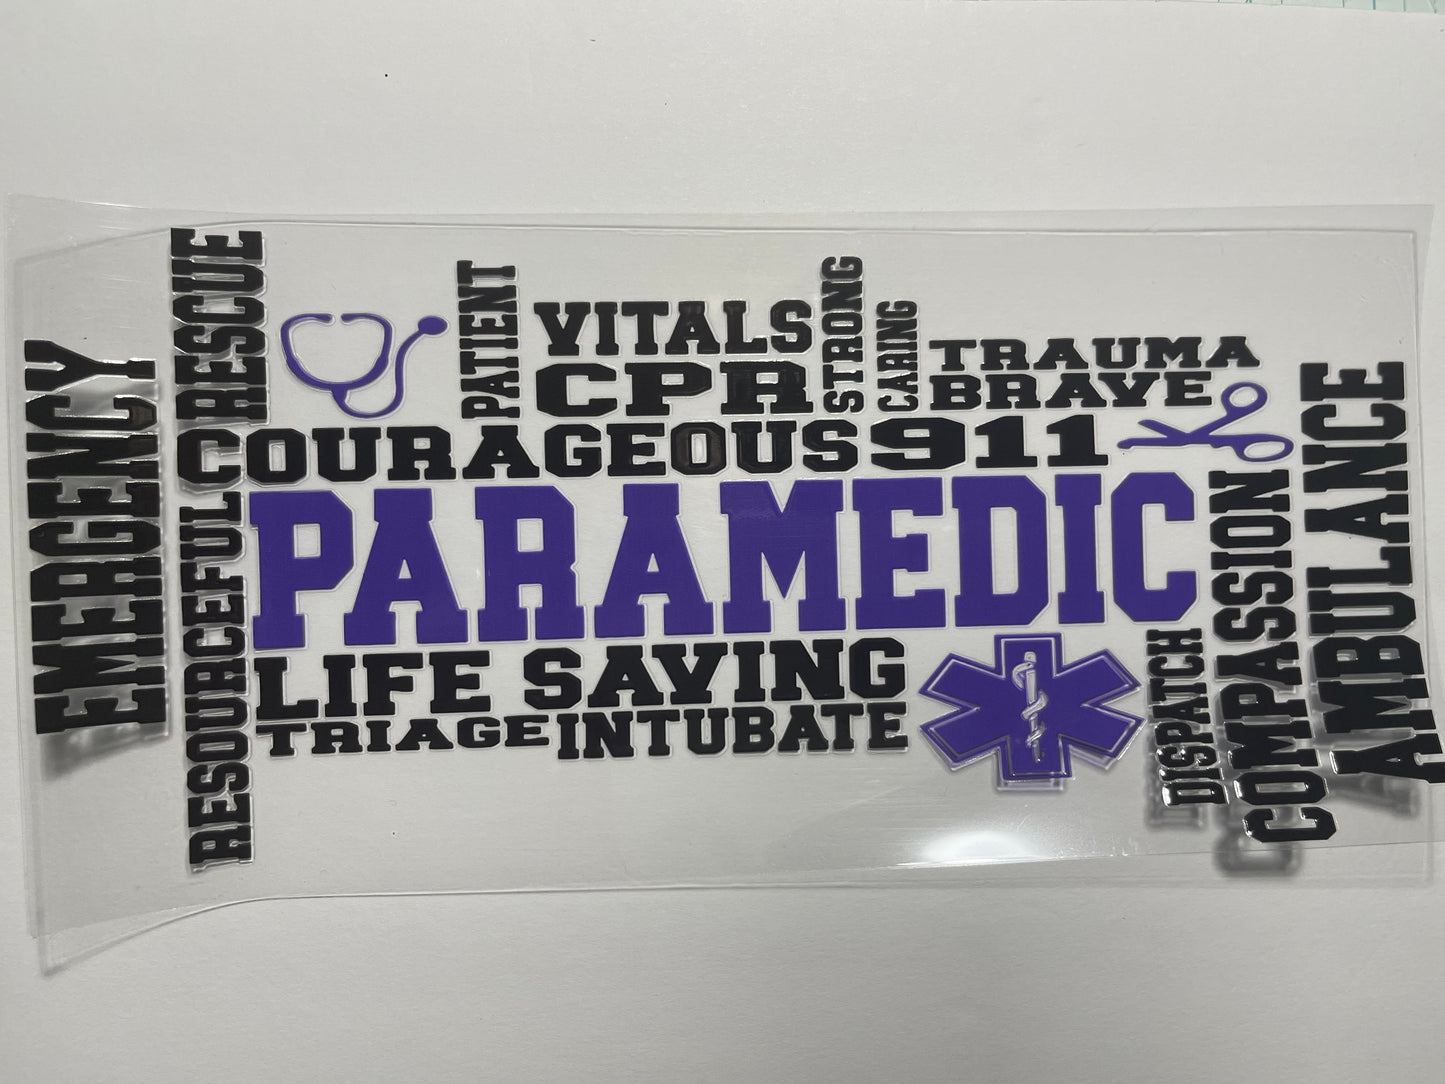 EMERGENCY
RESCUE
RESOURCEFUL
PATIENT
VITALS
CPR
STRONG
CARING
TRAUMA
BRAVE
COURAGEOUS 911
PARAMEDIC
LIFE SAVING
TRIAGE INTUBATE
DISPATCH
COMPASSION
AMBULANCE